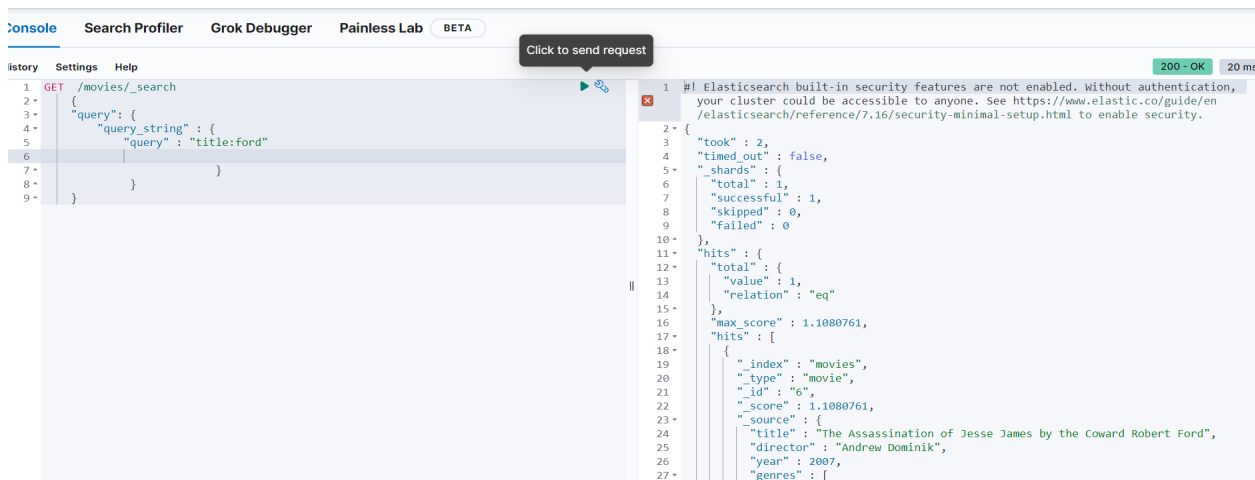 Console Search Profiler Grok Debugger Painless Lab BETA
Click to send request
History Settings Help
200 - OK 20 ms
1 GET /movies/_search
2 {
3 "query": {
4 "query_string" : {
5 "query" : "title:ford"
6
7 }
8 }
9 }
1 #! Elasticsearch built-in security features are not enabled. Without authentication,
your cluster could be accessible to anyone. See https://www.elastic.co/guide/en
/elasticsearch/reference/7.16/security-minimal-setup.html to enable security.
2 {
3 "took" : 2,
4 "timed_out" : false,
5 "_shards" : {
6 "total" : 1,
7 "successful" : 1,
8 "skipped" : 0,
9 "failed" : 0
10 },
11 "hits" : {
12 "total" : {
13 "value" : 1,
14 "relation" : "eq"
15 },
16 "max_score" : 1.1080761,
17 "hits" : [
18 {
19 "_index" : "movies",
20 "_type" : "movie",
21 "_id" : "6",
22 "_score" : 1.1080761,
23 "_source" : {
24 "title" : "The Assassination of Jesse James by the Coward Robert Ford",
25 "director" : "Andrew Dominik",
26 "year" : 2007,
27 "genres" : [